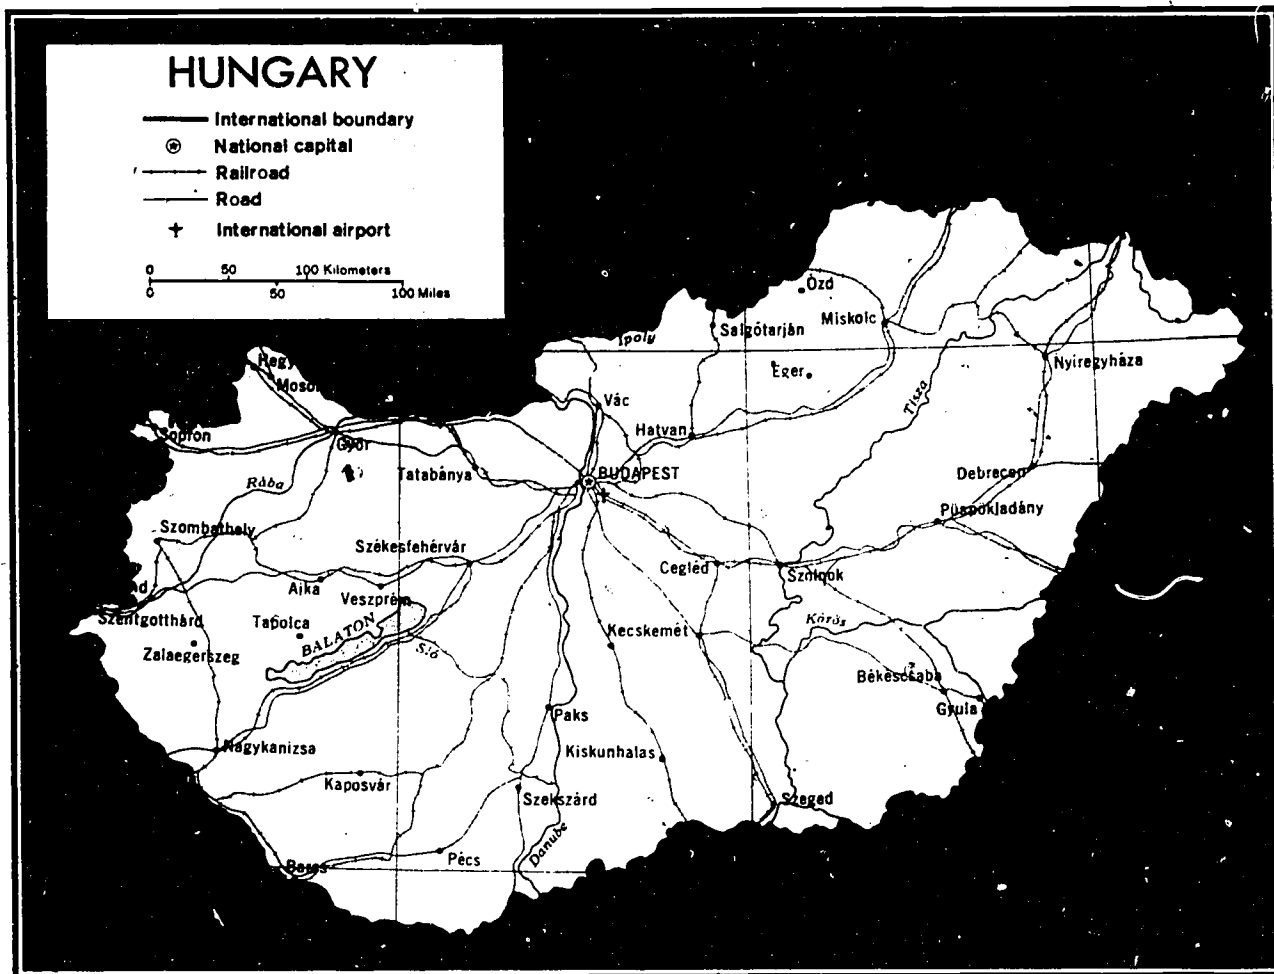 HUNGARY
International boundary
National capital
Railroad
Road
International airport
0 50 100 Kilometers
0 50 100 Miles
Ózd
Miskolc
Salgótarján
Ipoly
Nyíregyháza
Eger
Tisza
Vác
Hatvan
Sopron
Győr
Tatabánya
BUDAPEST
Debrecen
Rába
Püspökladány
Szombathely
Székesfehérvár
Cegléd
Szolnok
Ajka
Veszprém
Szentgotthárd
Tapolca
BALATON
Sió
Kecskemét
Körös
Zalaegerszeg
Békéscsaba
Gyula
Paks
Nagykanizsa
Kiskunhalas
Kaposvár
Szekszárd
Szeged
Danube
Barcs
Pécs